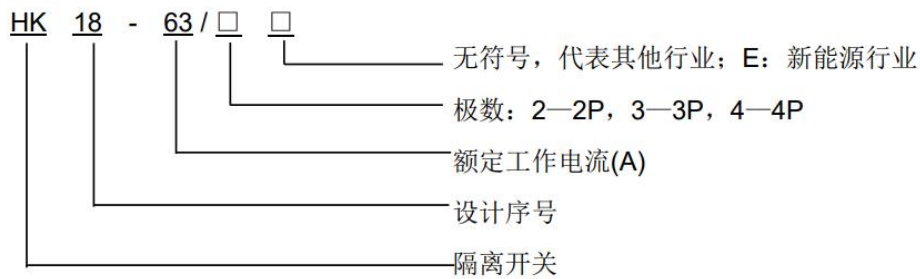 HK 18 - 63 / □ □
无符号，代表其他行业；E：新能源行业
极数：2—2P，3—3P，4—4P
额定工作电流(A)
设计序号
隔离开关